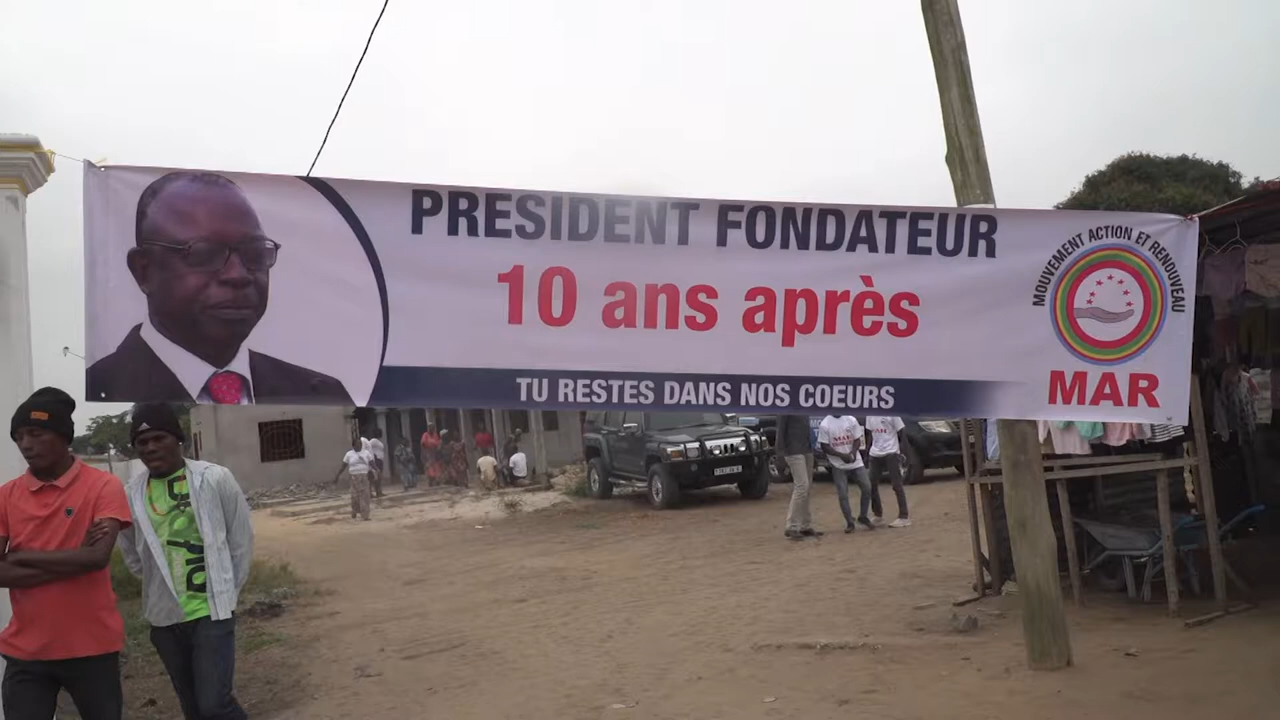 PRESIDENT FONDATEUR
10 ans après
TU RESTES DANS NOS COEURS
MOUVEMENT ACTION ET RENOUVEAU
MAR